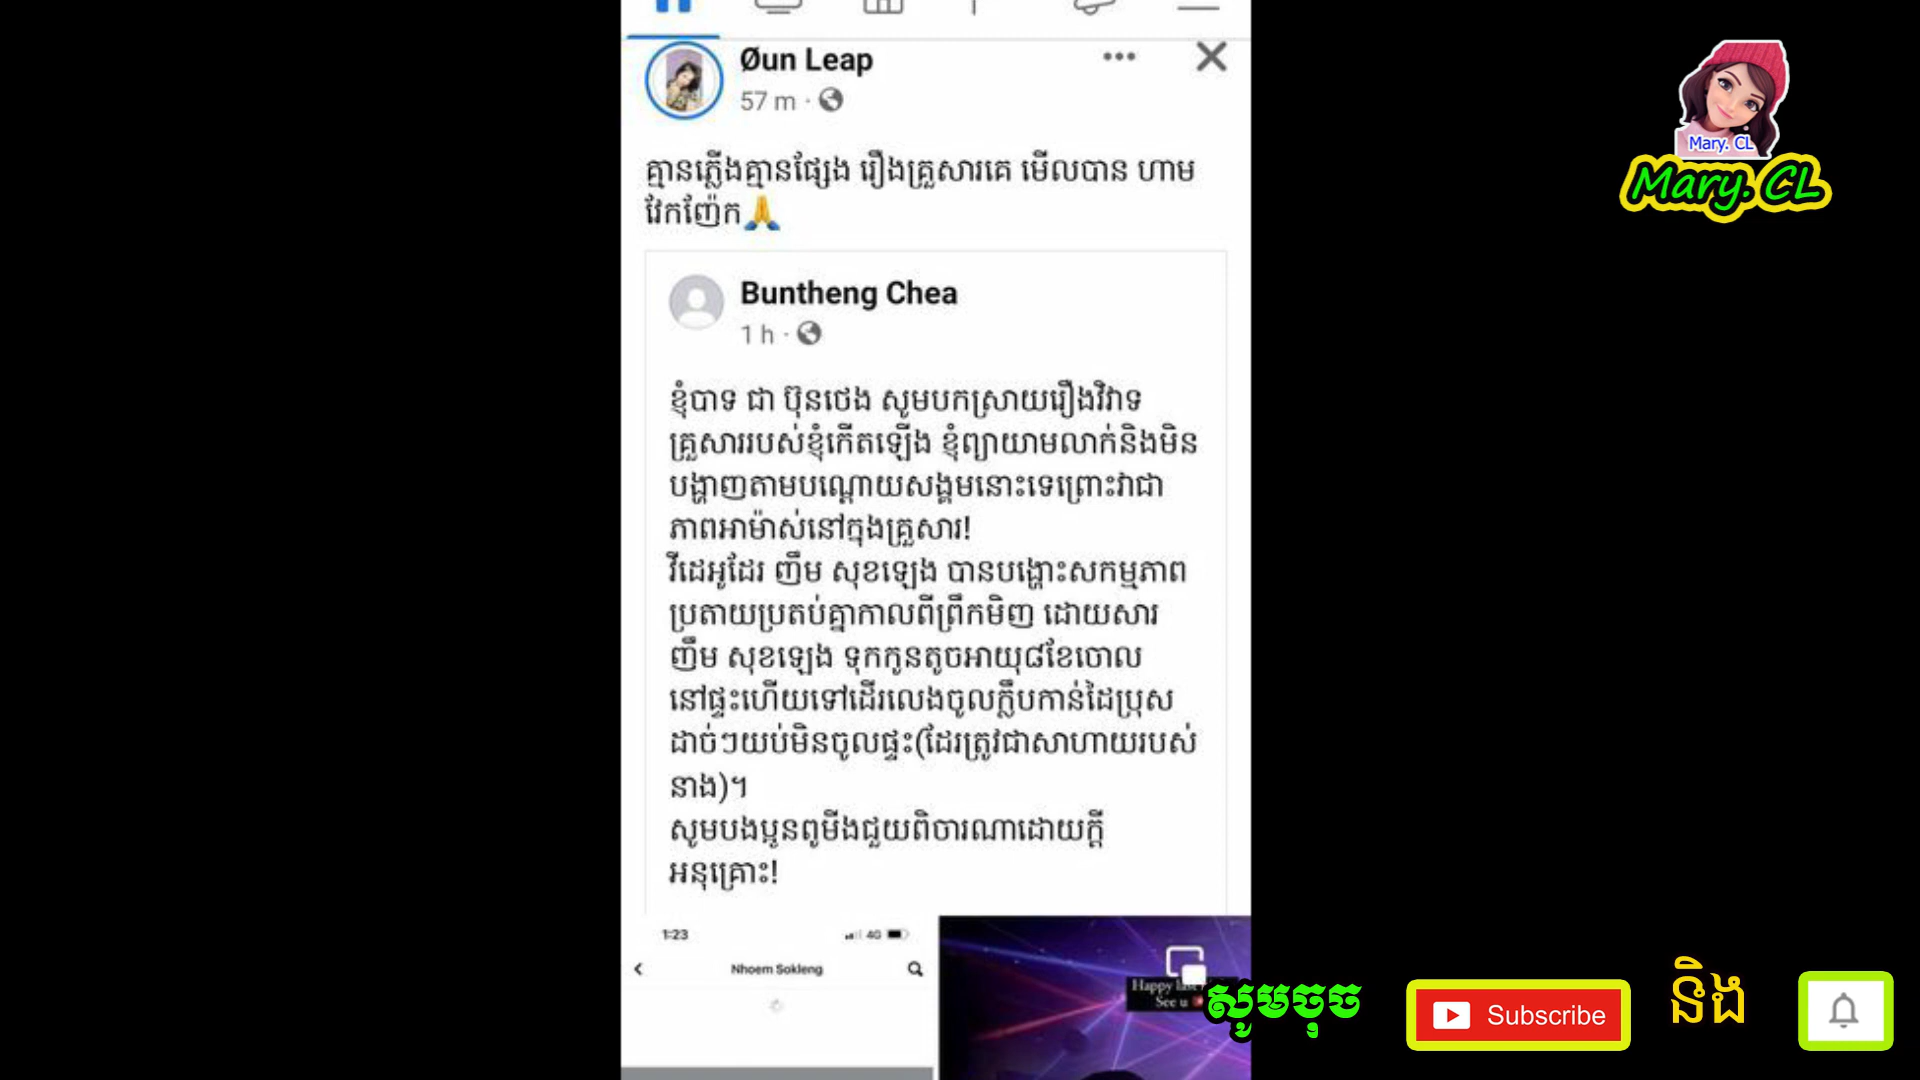 Øun Leap
57 m ·
គ្មានភ្លើងគ្មានផ្សែង រឿងគ្រួសារគេ មើលបាន ហាម
វែកញ៉ែក🙏
Buntheng Chea
1 h ·
ខ្ញុំបាទ ជា ប៊ុនថេង សូមបកស្រាយរឿងវិវាទ
គ្រួសាររបស់ខ្ញុំកើតឡើង ខ្ញុំព្យាយាមលាក់និងមិន
បង្ហាញតាមបណ្ដោយសង្គមនោះទេព្រោះវាជា
ភាពអាម៉ាស់នៅក្នុងគ្រួសារ!
វីដេអូដែរ ញឹម សុខឡេង បានបង្ហោះសកម្មភាព
ប្រតាយប្រតប់គ្នាកាលពីព្រឹកមិញ ដោយសារ
ញឹម សុខឡេង ទុកកូនតូចអាយុ៨ខែចោល
នៅផ្ទះហើយទៅដើរលេងចូលក្លឹបកាន់ដៃប្រុស
ដាច់ៗយប់មិនចូលផ្ទះ(ដែរត្រូវជាសាហាយរបស់
នាង)។
សូមបងប្អូនពូមីងជួយពិចារណាដោយក្ដី
អនុគ្រោះ!
1:23
4G
Nhoem Sokleng
Happy
See u
Mary. CL
Mary. CL
សូមចុច
Subscribe
និង